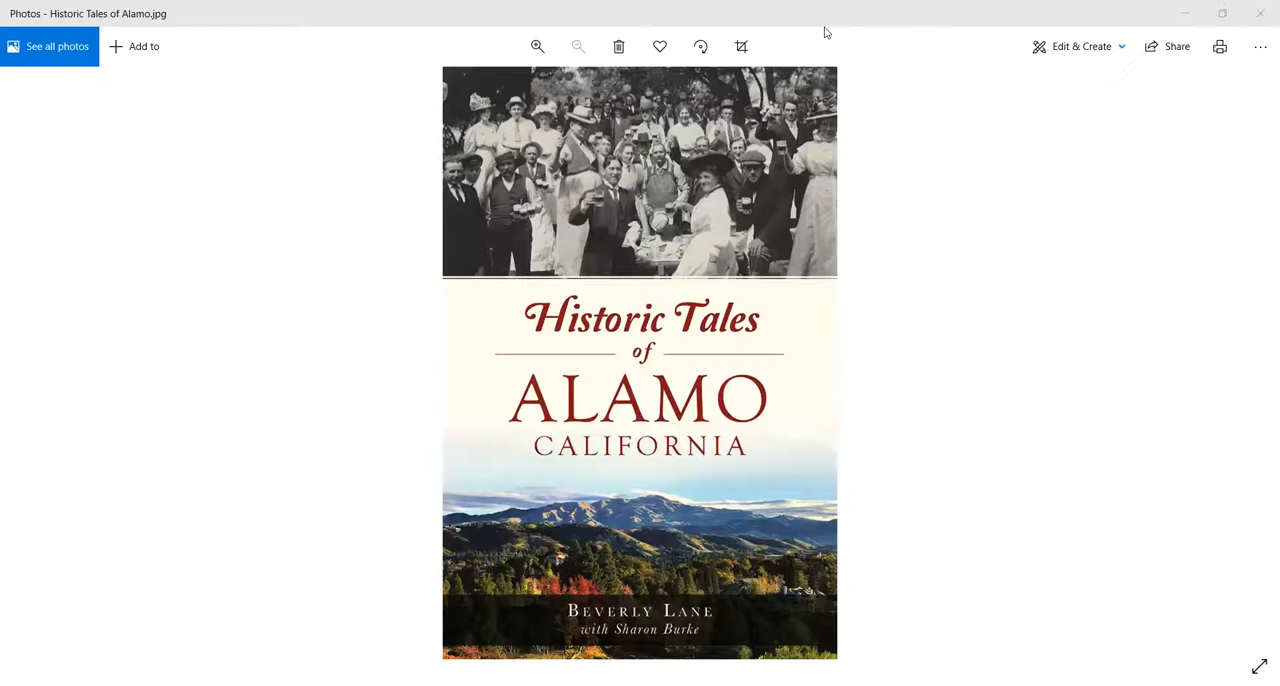 Photos - Historic Tales of Alamo.jpg
See all photos
Add to
Edit & Create
Share
Historic Tales
of
ALAMO
CALIFORNIA
BEVERLY LANE
with Sharon Burke